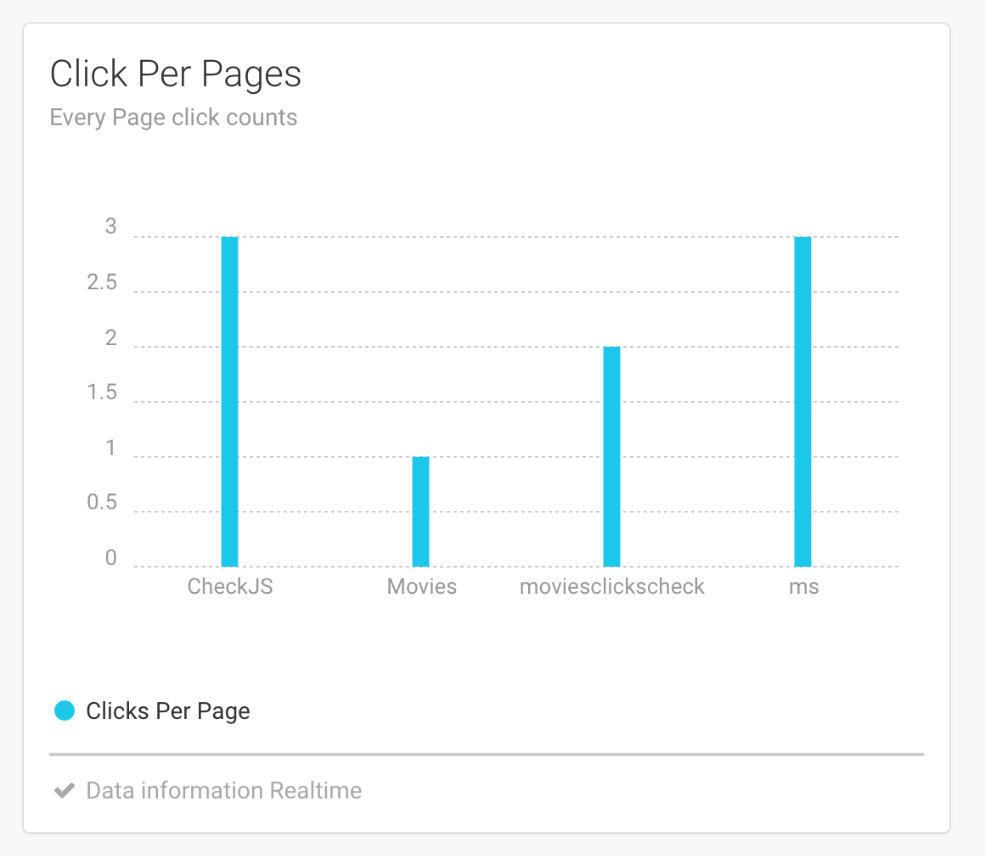 Click Per Pages
Every Page click counts
3
2.5
2
1.5
1
0.5
0
CheckJS Movies moviesclickscheck ms
Clicks Per Page
Data information Realtime